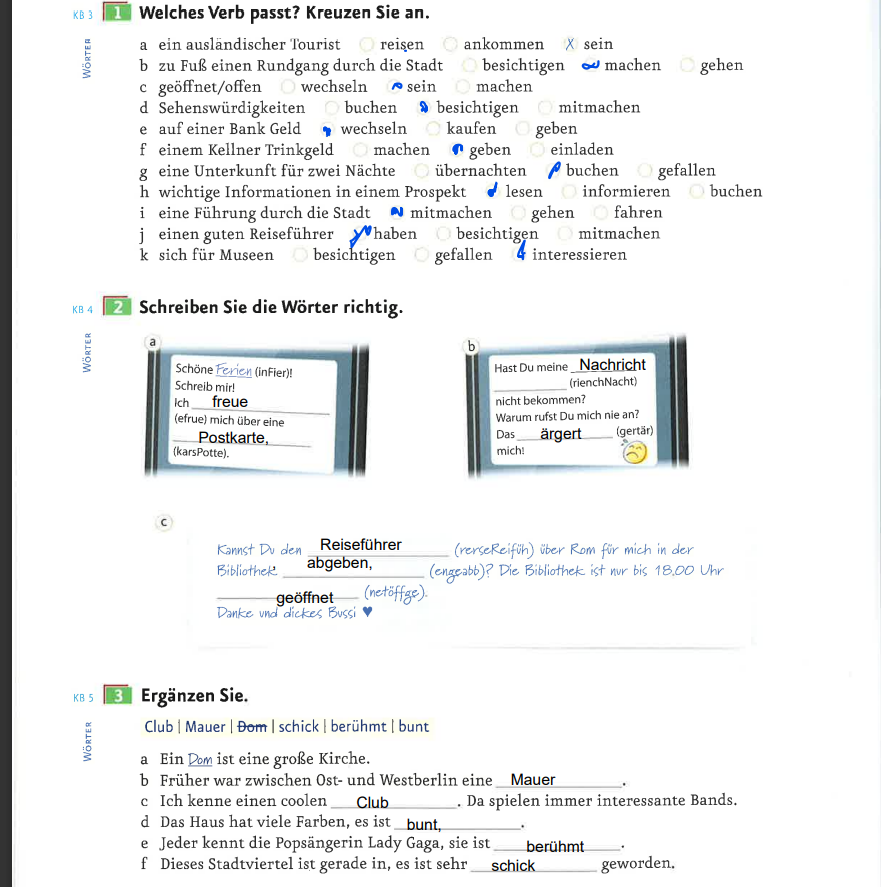 KB 3 1 Welches Verb passt? Kreuzen Sie an.
WÖRTER
a ein ausländischer Tourist reisen ankommen X sein
b zu Fuß einen Rundgang durch die Stadt besichtigen machen gehen
c geöffnet/offen wechseln sein machen
d Sehenswürdigkeiten buchen besichtigen mitmachen
e auf einer Bank Geld wechseln kaufen geben
f einem Kellner Trinkgeld machen geben einladen
g eine Unterkunft für zwei Nächte übernachten buchen gefallen
h wichtige Informationen in einem Prospekt lesen informieren buchen
i eine Führung durch die Stadt mitmachen gehen fahren
j einen guten Reiseführer haben besichtigen mitmachen
k sich für Museen besichtigen gefallen interessieren
KB 4 2 Schreiben Sie die Wörter richtig.
WÖRTER
a
Schöne Ferien (inFier)!
Schreib mir!
Ich freue
(efrue) mich über eine
Postkarte,
(karsPotte).
b
Hast Du meine Nachricht
(rienchNacht)
nicht bekommen?
Warum rufst Du mich nie an?
Das ärgert (gertär)
mich!
c
Kannst Du den Reiseführer (rerseReifüh) über Rom für mich in der
Bibliothek abgeben, (engeabb)? Die Bibliothek ist nur bis 18.00 Uhr
geöffnet (netöffge).
Danke und dickes Bussi ♥
KB 5 3 Ergänzen Sie.
WÖRTER
Club | Mauer | Dom | schick | berühmt | bunt
a Ein Dom ist eine große Kirche.
b Früher war zwischen Ost- und Westberlin eine Mauer.
c Ich kenne einen coolen Club. Da spielen immer interessante Bands.
d Das Haus hat viele Farben, es ist bunt,.
e Jeder kennt die Popsängerin Lady Gaga, sie ist berühmt.
f Dieses Stadtviertel ist gerade in, es ist sehr schick geworden.